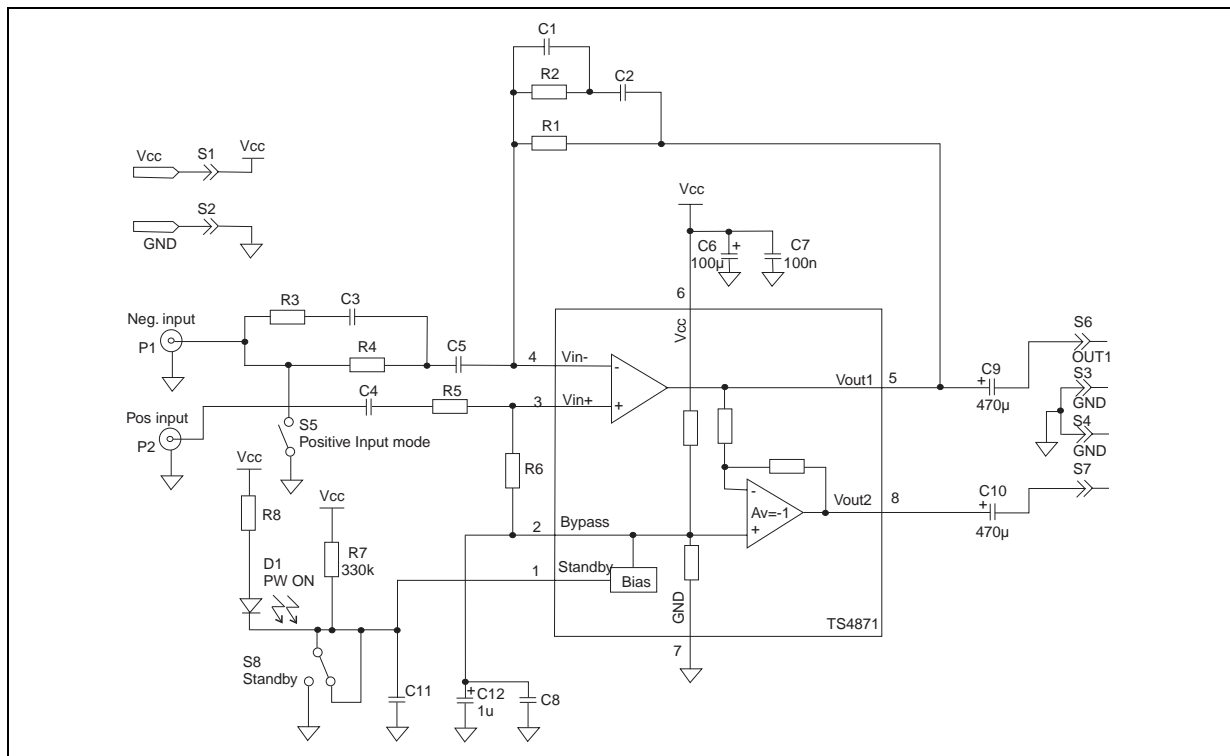 C1
R2
C2
R1
Vcc
S1
Vcc
S2
GND
Vcc
C6
+
100µ
C7
100n
6
Vcc
Neg. input
P1
R3
C3
R4
C5
4
Vin-
-
Vout1
5
C9
+
470µ
S6
OUT1
S3
GND
S4
GND
S7
Pos input
P2
C4
R5
3
Vin+
+
S5
Positive Input mode
R6
Vcc
R8
Vcc
R7
330k
D1
PW ON
2
Bypass
-
Av=-1
+
Vout2
8
C10
+
470µ
1
Standby
Bias
GND
TS4871
7
S8
Standby
C11
+
C12
1u
C8